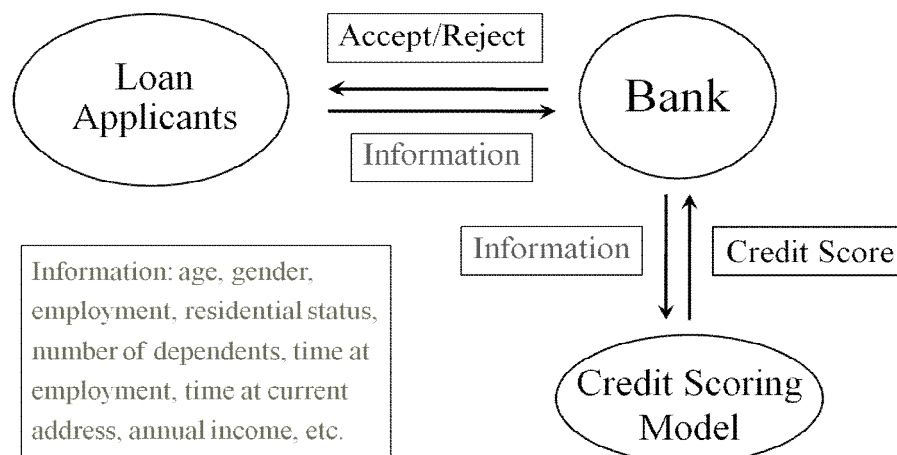 Accept/Reject
Loan
Applicants
Bank
Information
Information
Credit Score
Information: age, gender,
employment, residential status,
number of dependents, time at
employment, time at current
address, annual income, etc.
Credit Scoring
Model